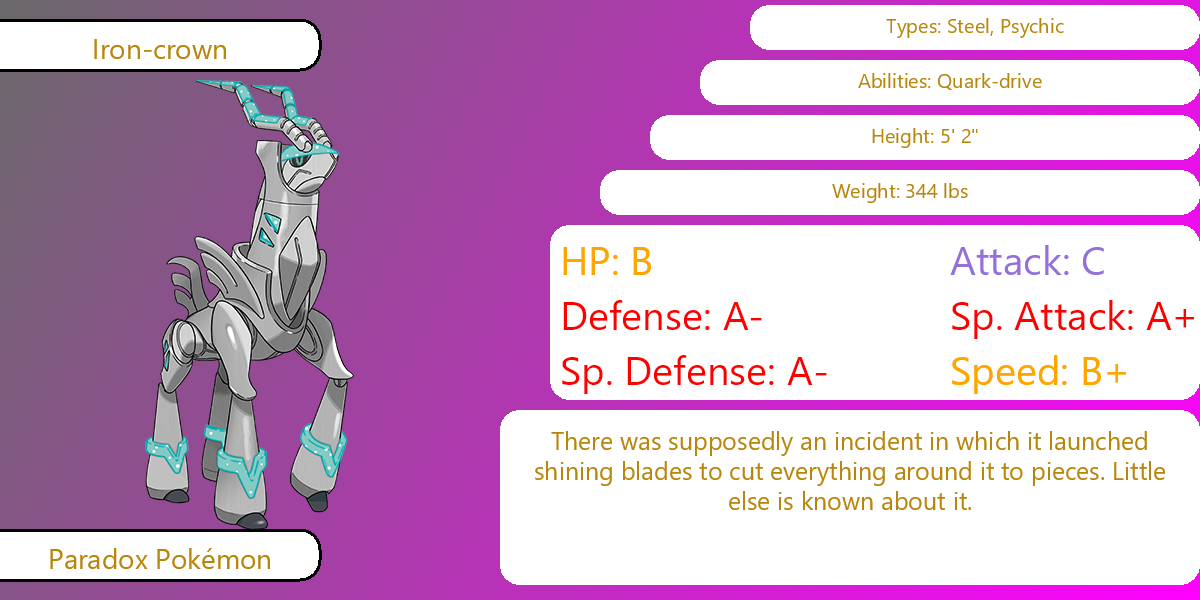 Iron-crown
Types: Steel, Psychic
Abilities: Quark-drive
Height: 5' 2"
Weight: 344 lbs
HP: B
Attack: C
Defense: A-
Sp. Attack: A+
Sp. Defense: A-
Speed: B+
There was supposedly an incident in which it launched
shining blades to cut everything around it to pieces. Little
else is known about it.
Paradox Pokémon